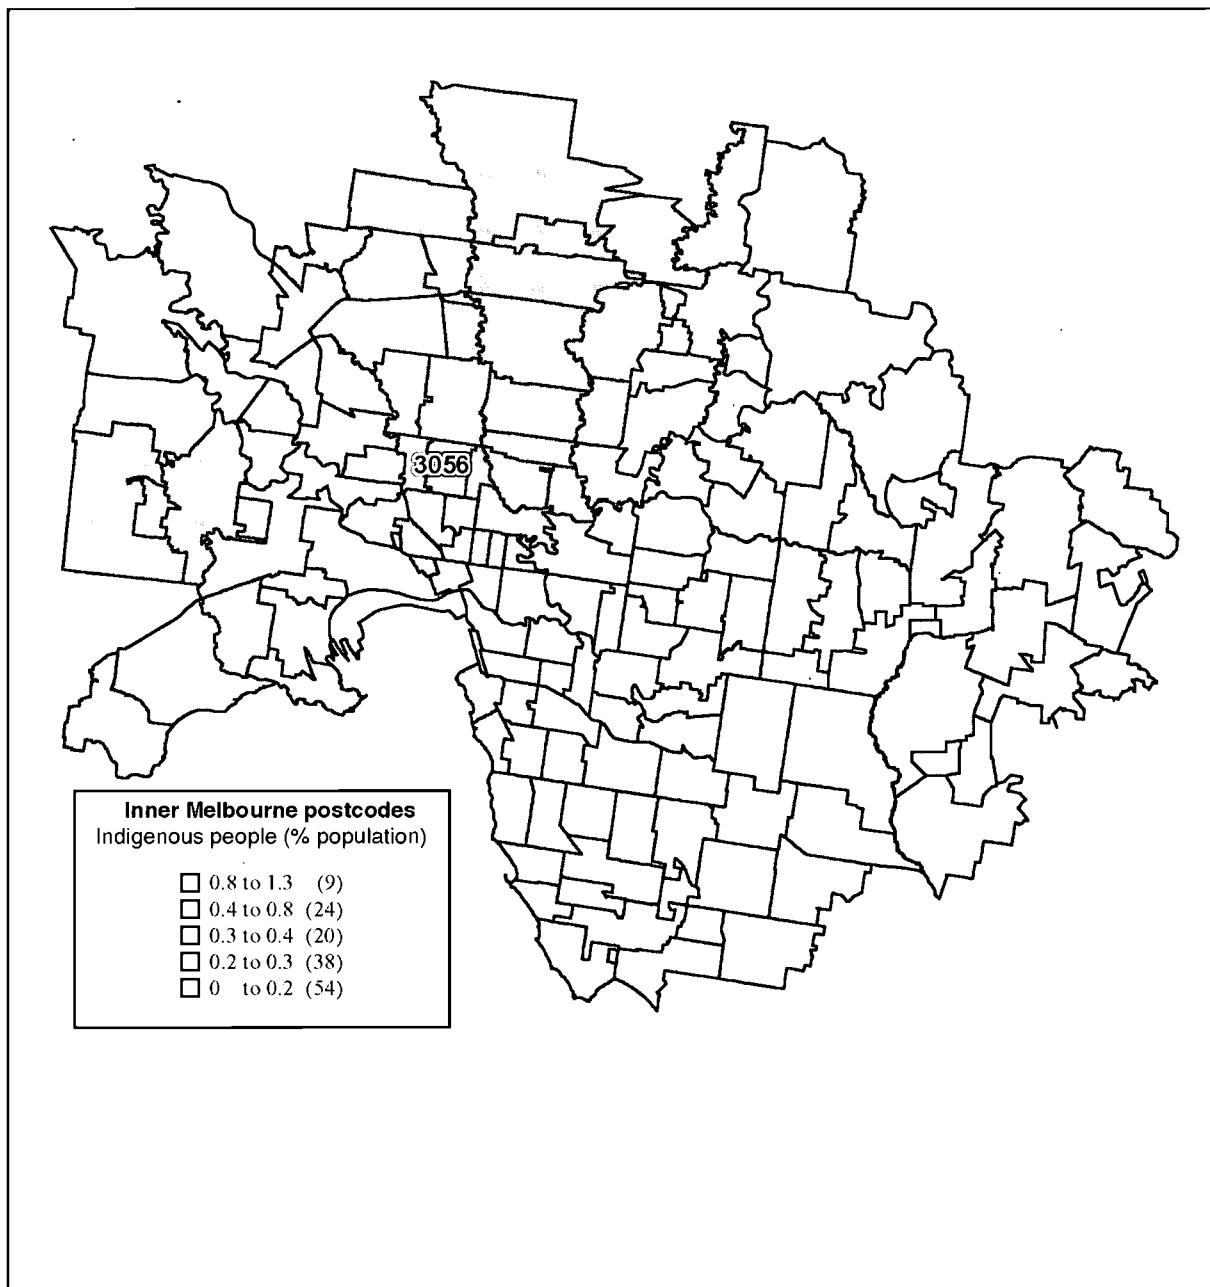 3056
Inner Melbourne postcodes
Indigenous people (% population)
0.8 to 1.3 (9)
0.4 to 0.8 (24)
0.3 to 0.4 (20)
0.2 to 0.3 (38)
0 to 0.2 (54)